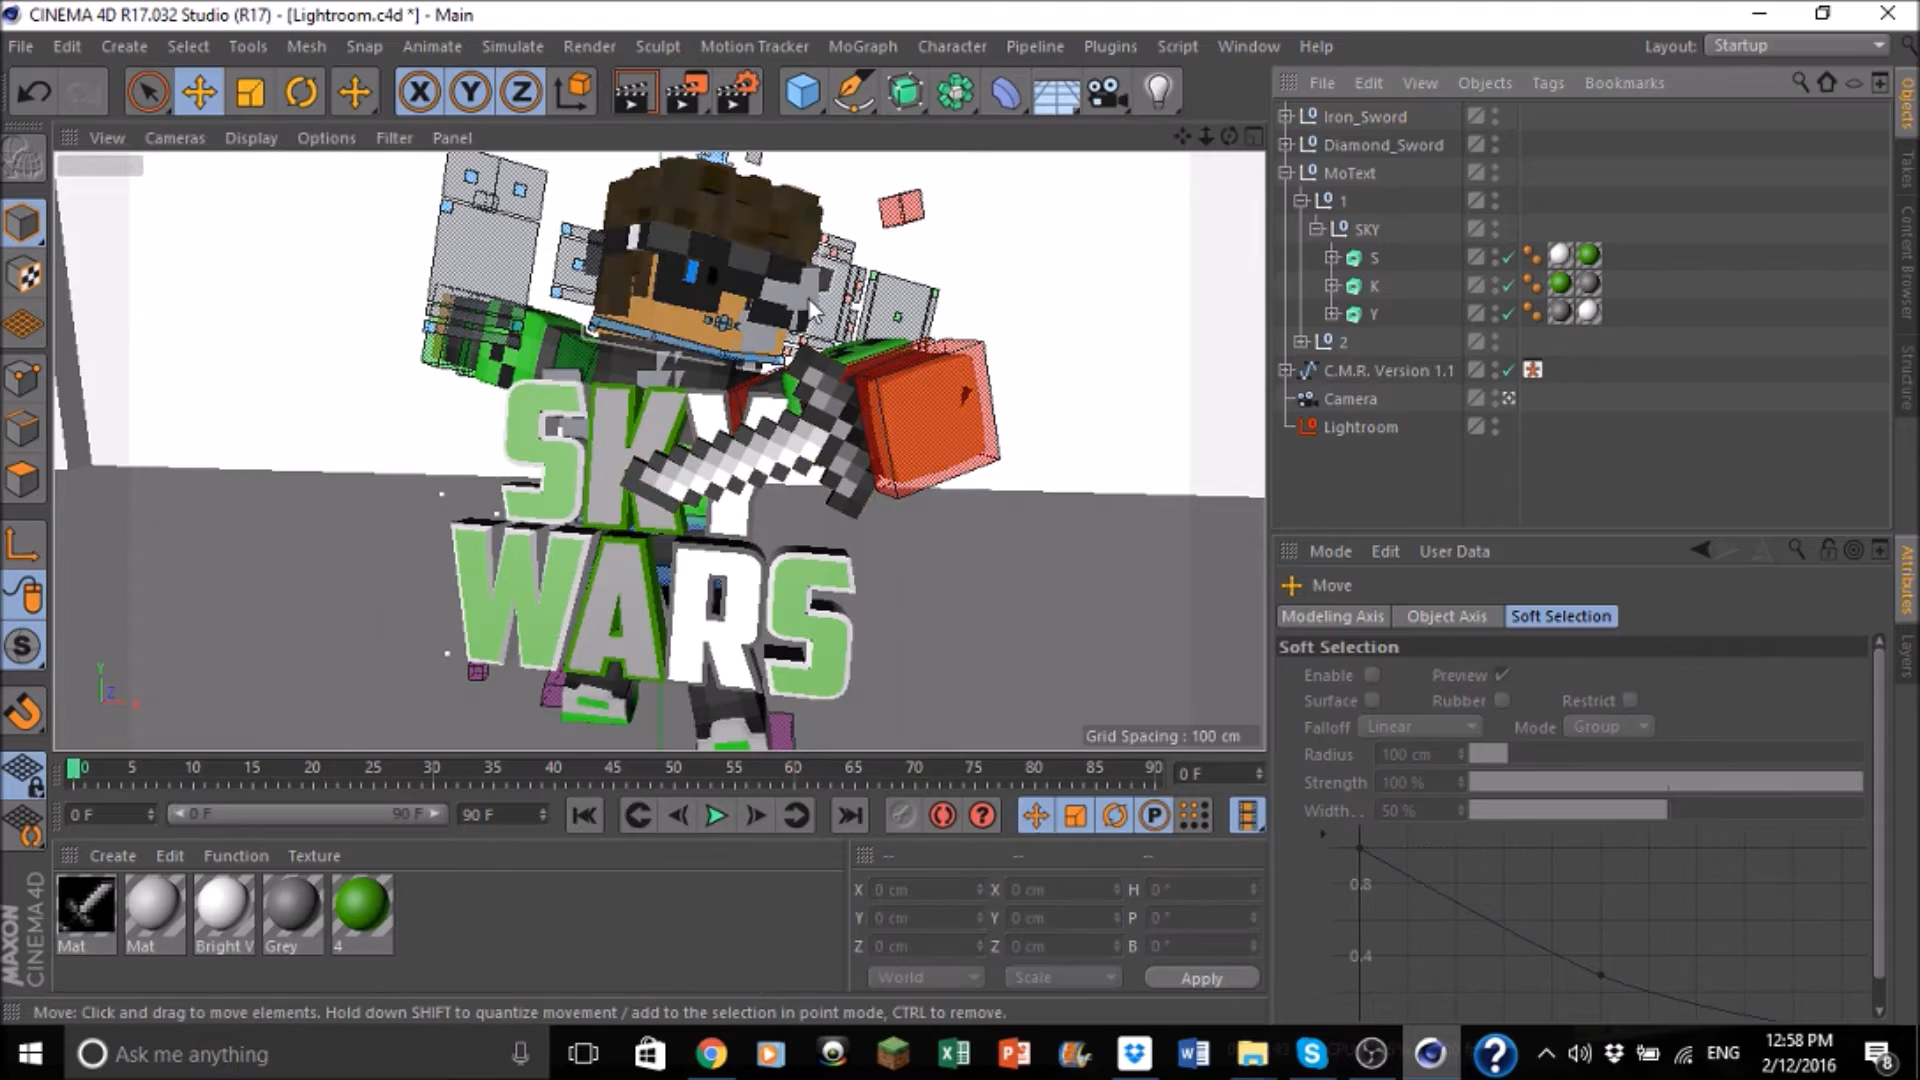 CINEMA 4D R17.032 Studio (R17) - [Lightroom.c4d *] - Main
File Edit Create Select Tools Mesh Snap Animate Simulate Render Sculpt Motion Tracker MoGraph Character Pipeline Plugins Script Window Help Layout: Startup
X Y Z
File Edit View Objects Tags Bookmarks
View Cameras Display Options Filter Panel
Iron_Sword
Diamond_Sword
MoText
1
SKY
S
K
Y
2
C.M.R. Version 1.1
Camera
Lightroom
Objects
Takes
Content Browser
Structure
SKY
WARS
Y
Z
Grid Spacing : 100 cm
Mode Edit User Data
Move
Modeling Axis Object Axis Soft Selection
Soft Selection
Enable Preview
Surface Rubber Restrict
Falloff Linear Mode Group
Radius 100 cm
Strength 100 %
Width.. 50 %
0.8
0.4
Attributes
Layers
0 5 10 15 20 25 30 35 40 45 50 55 60 65 70 75 80 85 90 0 F
0 F 0 F 90 F 90 F
Create Edit Function Texture
-- -- --
Mat Mat Bright V Grey 4
X 0 cm X 0 cm H 0 °
Y 0 cm Y 0 cm P 0 °
Z 0 cm Z 0 cm B 0 °
World Scale Apply
MAXON
CINEMA 4D
Move: Click and drag to move elements. Hold down SHIFT to quantize movement / add to the selection in point mode, CTRL to remove.
Ask me anything
ENG
12:58 PM
2/12/2016
8